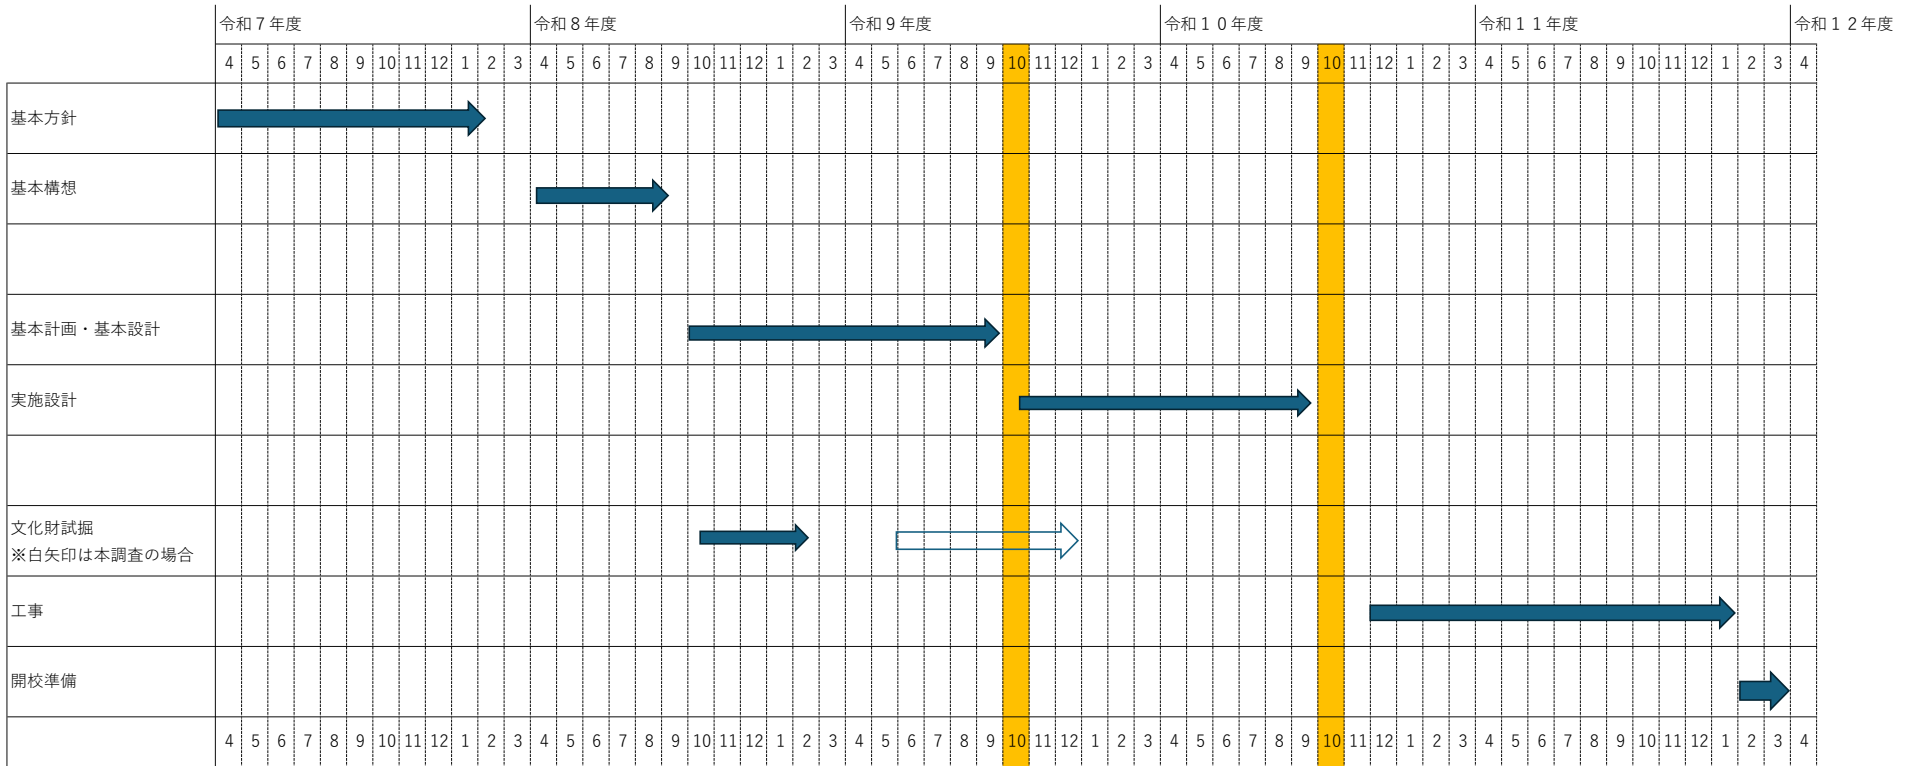 令和７年度 令和８年度 令和９年度 令和１０年度 令和１１年度 令和１２年度
4 5 6 7 8 9 10 11 12 1 2 3 4 5 6 7 8 9 10 11 12 1 2 3 4 5 6 7 8 9 10 11 12 1 2 3 4 5 6 7 8 9 10 11 12 1 2 3 4 5 6 7 8 9 10 11 12 1 2 3 4
基本方針
基本構想
基本計画・基本設計
実施設計
文化財試掘
※白矢印は本調査の場合
工事
開校準備
4 5 6 7 8 9 10 11 12 1 2 3 4 5 6 7 8 9 10 11 12 1 2 3 4 5 6 7 8 9 10 11 12 1 2 3 4 5 6 7 8 9 10 11 12 1 2 3 4 5 6 7 8 9 10 11 12 1 2 3 4